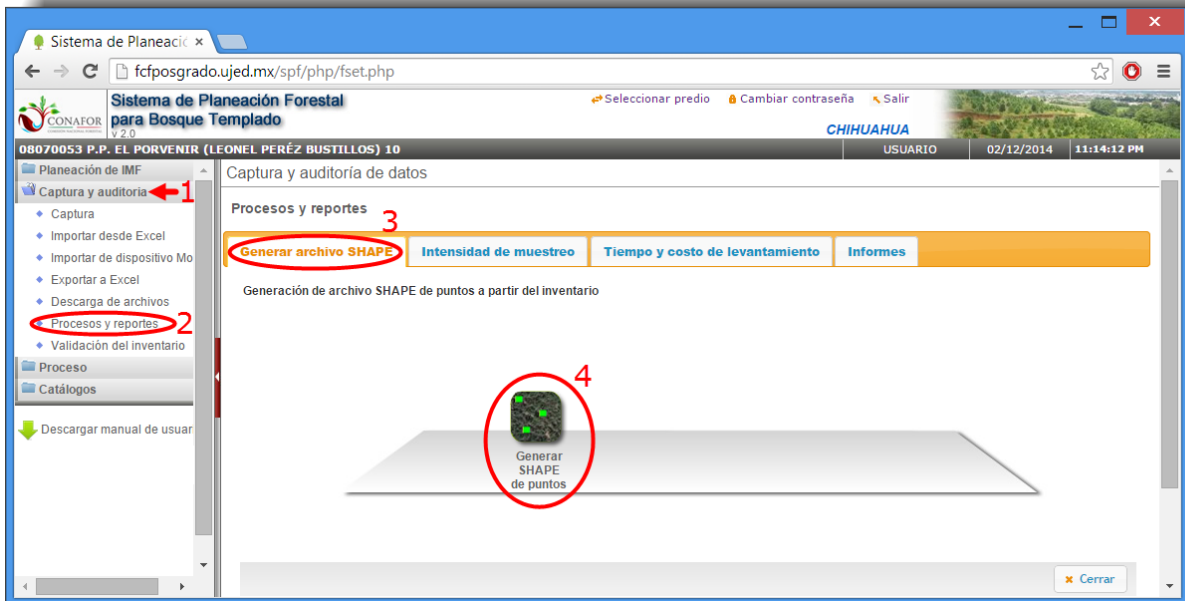 Sistema de Planeació
fcfposgrado.ujed.mx/spf/php/fset.php
CONAFOR
Sistema de Planeación Forestal
para Bosque Templado
v 2.0
Seleccionar predio Cambiar contraseña Salir
CHIHUAHUA
08070053 P.P. EL PORVENIR (LEONEL PERÉZ BUSTILLOS) 10 USUARIO 02/12/2014 11:14:12 PM
Planeación de IMF
Captura y auditoria 1
Captura
Importar desde Excel
Importar de dispositivo Mo
Exportar a Excel
Descarga de archivos
Procesos y reportes 2
Validación del inventario
Proceso
Catálogos
Descargar manual de usuar
Captura y auditoría de datos
Procesos y reportes
3
Generar archivo SHAPE Intensidad de muestreo Tiempo y costo de levantamiento Informes
Generación de archivo SHAPE de puntos a partir del inventario
4
Generar
SHAPE
de puntos
Cerrar